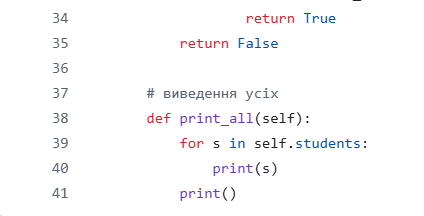 34 return True
35 return False
36
37 # виведення усіх
38 def print_all(self):
39 for s in self.students:
40 print(s)
41 print()